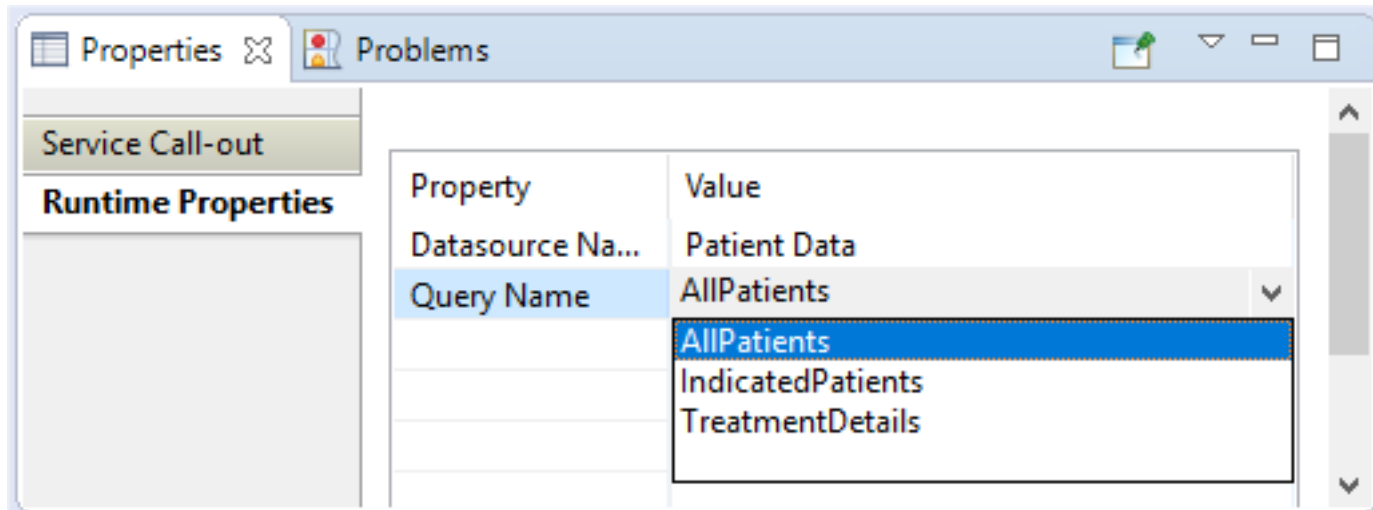 Properties Problems
Service Call-out
Runtime Properties
Property Value
Datasource Na... Patient Data
Query Name AllPatients
AllPatients
IndicatedPatients
TreatmentDetails